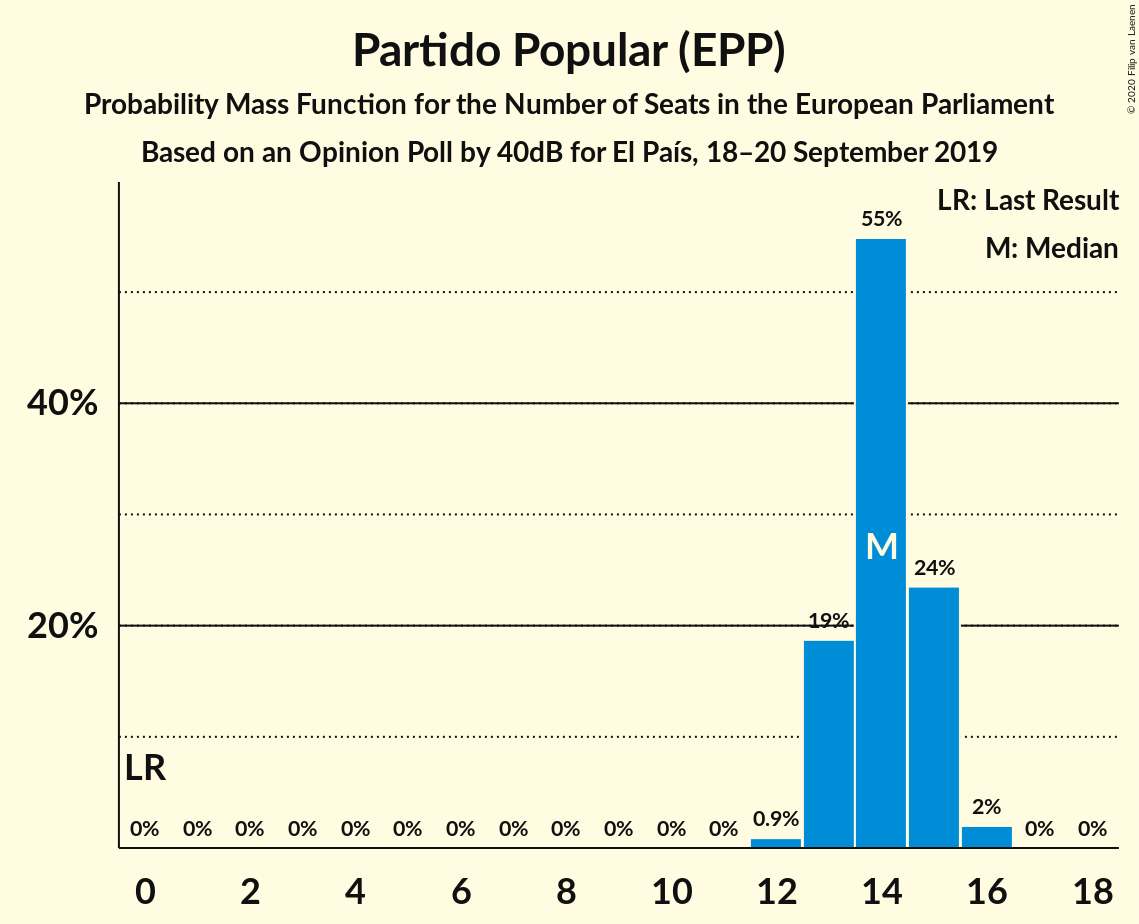 Partido Popular (EPP)
Probability Mass Function for the Number of Seats in the European Parliament
Based on an Opinion Poll by 40dB for El País, 18–20 September 2019
© 2020 Filip van Laenen
LR: Last Result
M: Median
55%
40%
M
24%
20%
19%
LR
0% 0% 0% 0% 0% 0% 0% 0% 0% 0% 0% 0% 0.9% 2% 0% 0%
0 2 4 6 8 10 12 14 16 18